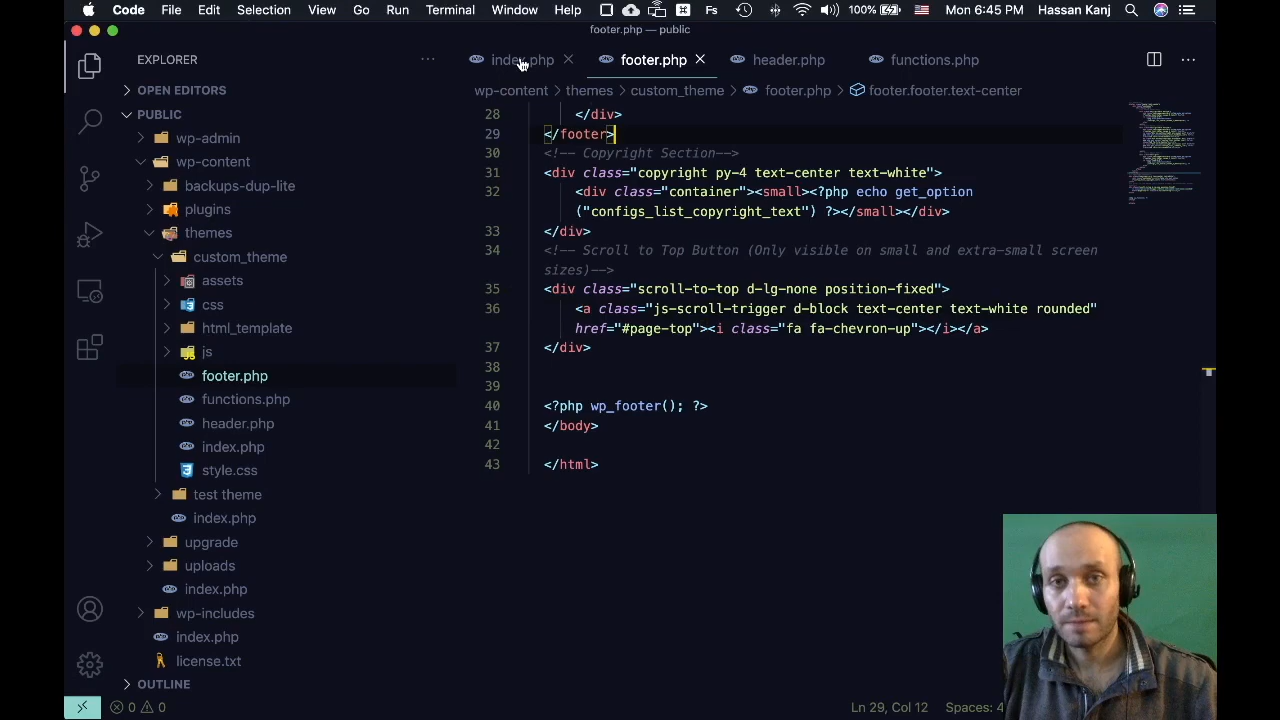 Code File Edit Selection View Go Run Terminal Window Help Fs 100% Mon 6:45 PM Hassan Kanj
footer.php — public
EXPLORER
index.php footer.php header.php functions.php
OPEN EDITORS
wp-content > themes > custom_theme > footer.php > footer.footer.text-center
PUBLIC
wp-admin
wp-content
backups-dup-lite
plugins
themes
custom_theme
assets
css
html_template
js
footer.php
functions.php
header.php
index.php
style.css
test theme
index.php
upgrade
uploads
index.php
wp-includes
index.php
license.txt
OUTLINE
28 </div>
29 </footer>
30 <!-- Copyright Section-->
31 <div class="copyright py-4 text-center text-white">
32 <div class="container"><small><?php echo get_option
("configs_list_copyright_text") ?></small></div>
33 </div>
34 <!-- Scroll to Top Button (Only visible on small and extra-small screen
sizes)-->
35 <div class="scroll-to-top d-lg-none position-fixed">
36 <a class="js-scroll-trigger d-block text-center text-white rounded"
href="#page-top"><i class="fa fa-chevron-up"></i></a>
37 </div>
38
39
40 <?php wp_footer(); ?>
41 </body>
42
43 </html>
0 0 Ln 29, Col 12 Spaces: 4